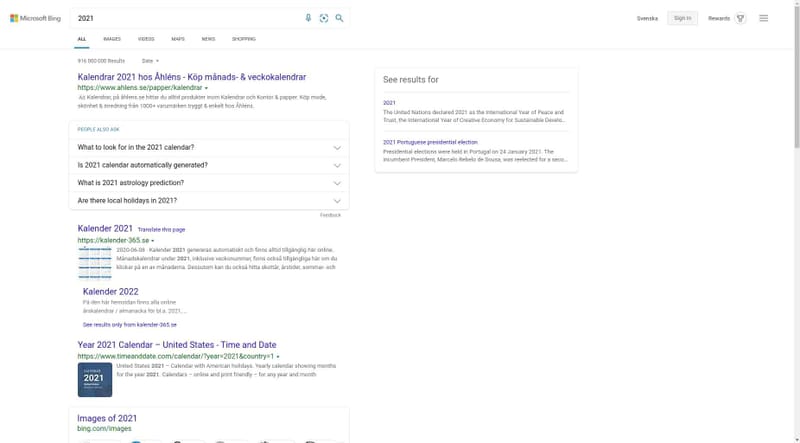 Microsoft Bing
2021
Svenska
Sign in
Rewards
ALL
IMAGES
VIDEOS
MAPS
NEWS
SHOPPING
916 000 000 Results
Date
Kalendrar 2021 hos Åhléns - Köp månads- & veckokalendrar
https://www.ahlens.se/papper/kalendrar
Ad Kalendrar, på åhlens.se hittar du alltid produkter inom Kalendrar och Kontor & papper. Köp mode,
skönhet & inredning från 1000+ varumärken tryggt & enkelt hos Åhléns.
PEOPLE ALSO ASK
What to look for in the 2021 calendar?
Is 2021 calendar automatically generated?
What is 2021 astrology prediction?
Are there local holidays in 2021?
Feedback
Kalender 2021 Translate this page
https://kalender-365.se
2020-06-08 · Kalender 2021 genereras automatiskt och finns alltid tillgänglig här online.
Månadskalendrar under 2021, inklusive veckonummer, finns också tillgängliga här om du
klickar på en av månaderna. Dessutom kan du också hitta skottår, årstider, sommar- och
Kalender 2022
På den här hemsidan finns alla online
årskalendrar / almanacka för bl.a. 2021, ...
See results only from kalender-365.se
Year 2021 Calendar – United States - Time and Date
https://www.timeanddate.com/calendar/?year=2021&country=1
United States 2021 – Calendar with American holidays. Yearly calendar showing months
for the year 2021. Calendars – online and print friendly – for any year and month
2021
Images of 2021
bing.com/images
See results for
2021
The United Nations declared 2021 as the International Year of Peace and
Trust, the International Year of Creative Economy for Sustainable Develo...
2021 Portuguese presidential election
Presidential elections were held in Portugal on 24 January 2021. The
incumbent President, Marcelo Rebelo de Sousa, was reelected for a seco...